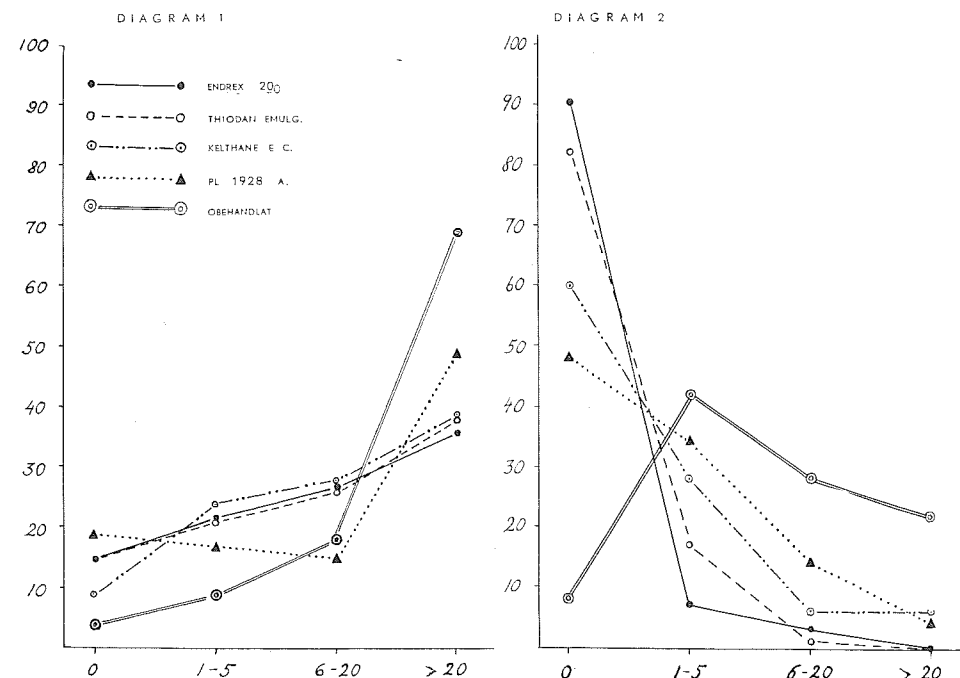 DIAGRAM 1
100
90
80
70
60
50
40
30
20
10
ENDREX 200
THIODAN EMULG.
KELTHANE E C.
PL 1928 A.
OBEHANDLAT
0 1-5 6-20 >20
DIAGRAM 2
100
90
80
70
60
50
40
30
20
10
0 1-5 6-20 >20